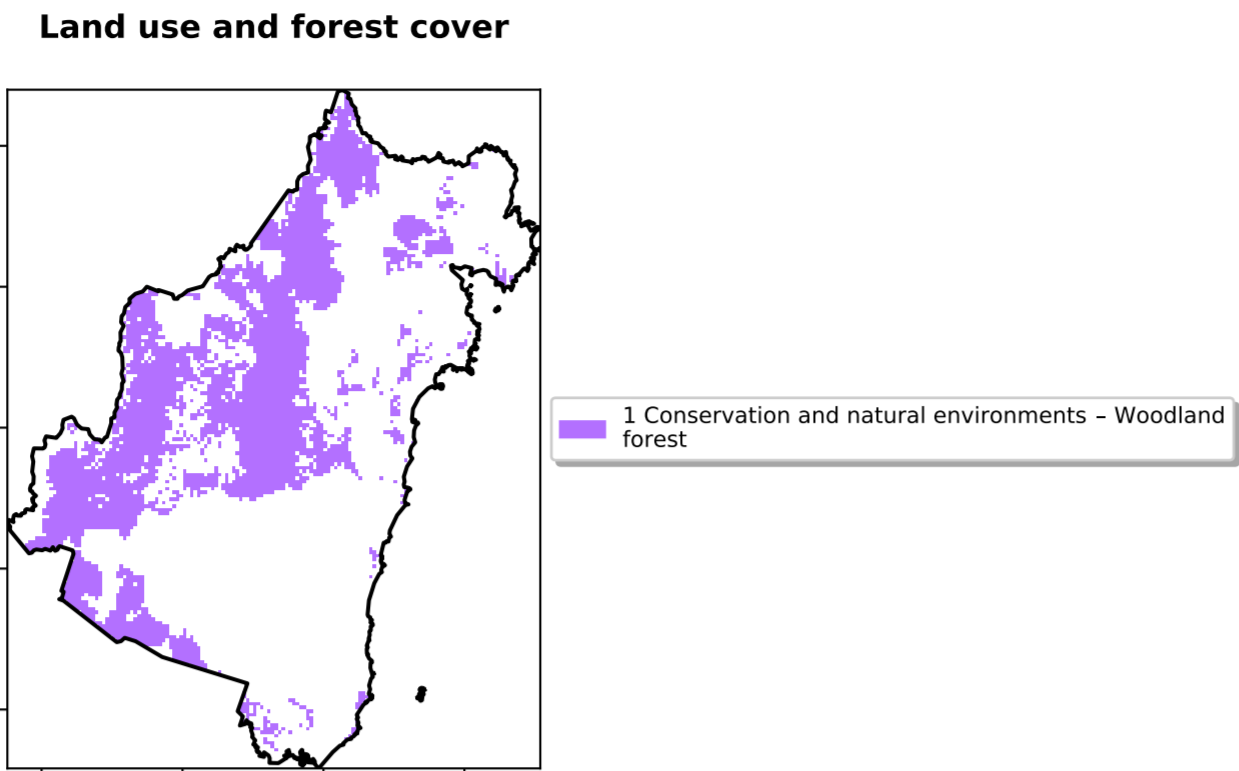 Land use and forest cover
1 Conservation and natural environments – Woodland
forest